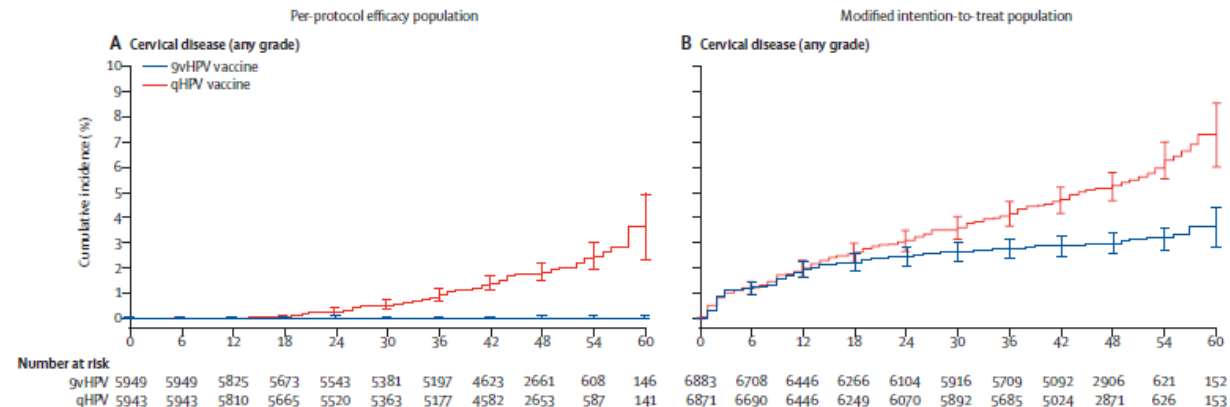 Per-protocol efficacy population
Modified intention-to-treat population
A Cervical disease (any grade)
B Cervical disease (any grade)
9vHPV vaccine
qHPV vaccine
Cumulative incidence (%)
10
9
8
7
6
5
4
3
2
1
0
0 6 12 18 24 30 36 42 48 54 60
0 6 12 18 24 30 36 42 48 54 60
Number at risk
9vHPV 5949 5949 5825 5673 5543 5381 5197 4623 2661 608 146 6883 6708 6446 6266 6104 5916 5709 5092 2906 621 152
qHPV 5943 5943 5810 5665 5520 5363 5177 4582 2653 587 141 6871 6690 6446 6249 6070 5892 5685 5024 2871 626 153